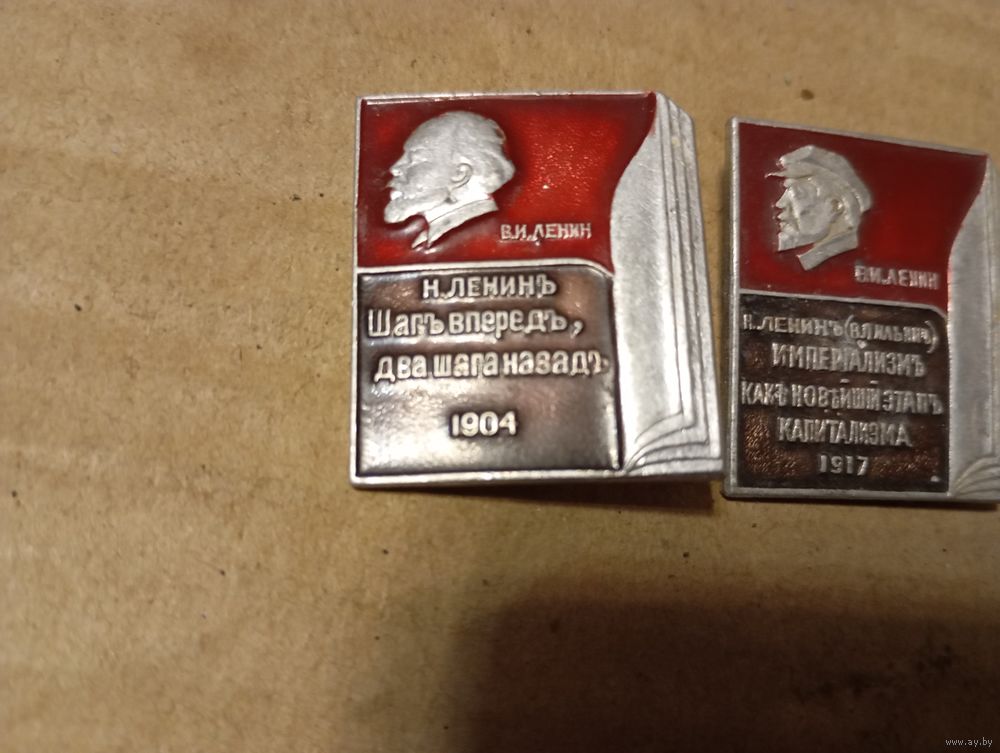 В.И.ЛЕНИН
Н.ЛЕНИНЪ
Шагъ впередъ,
два шага назадъ
1904
В.И.ЛЕНИН
Н.ЛЕНИНЪ (В.ИЛЬИНЪ)
ИМПЕРІАЛИЗМЪ
КАКЪ НОВѢЙШІЙ ЭТАПЪ
КАПИТАЛИЗМА
1917
www.ay.by